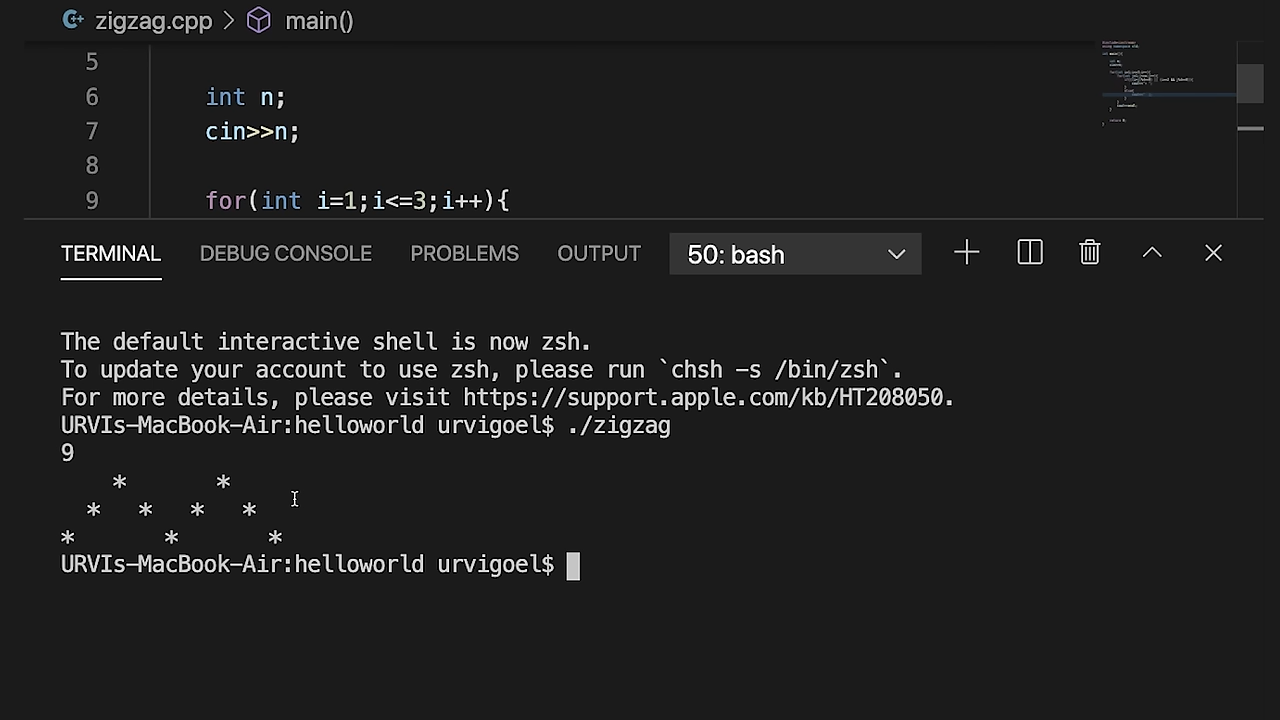 zigzag.cpp > main()
5
6 int n;
7 cin>>n;
8
9 for(int i=1;i<=3;i++){
TERMINAL DEBUG CONSOLE PROBLEMS OUTPUT 50: bash
The default interactive shell is now zsh.
To update your account to use zsh, please run `chsh -s /bin/zsh`.
For more details, please visit https://support.apple.com/kb/HT208050.
URVIs-MacBook-Air:helloworld urvigoel$ ./zigzag
9
    *       *
  *   *   *   *
*       *       *
URVIs-MacBook-Air:helloworld urvigoel$